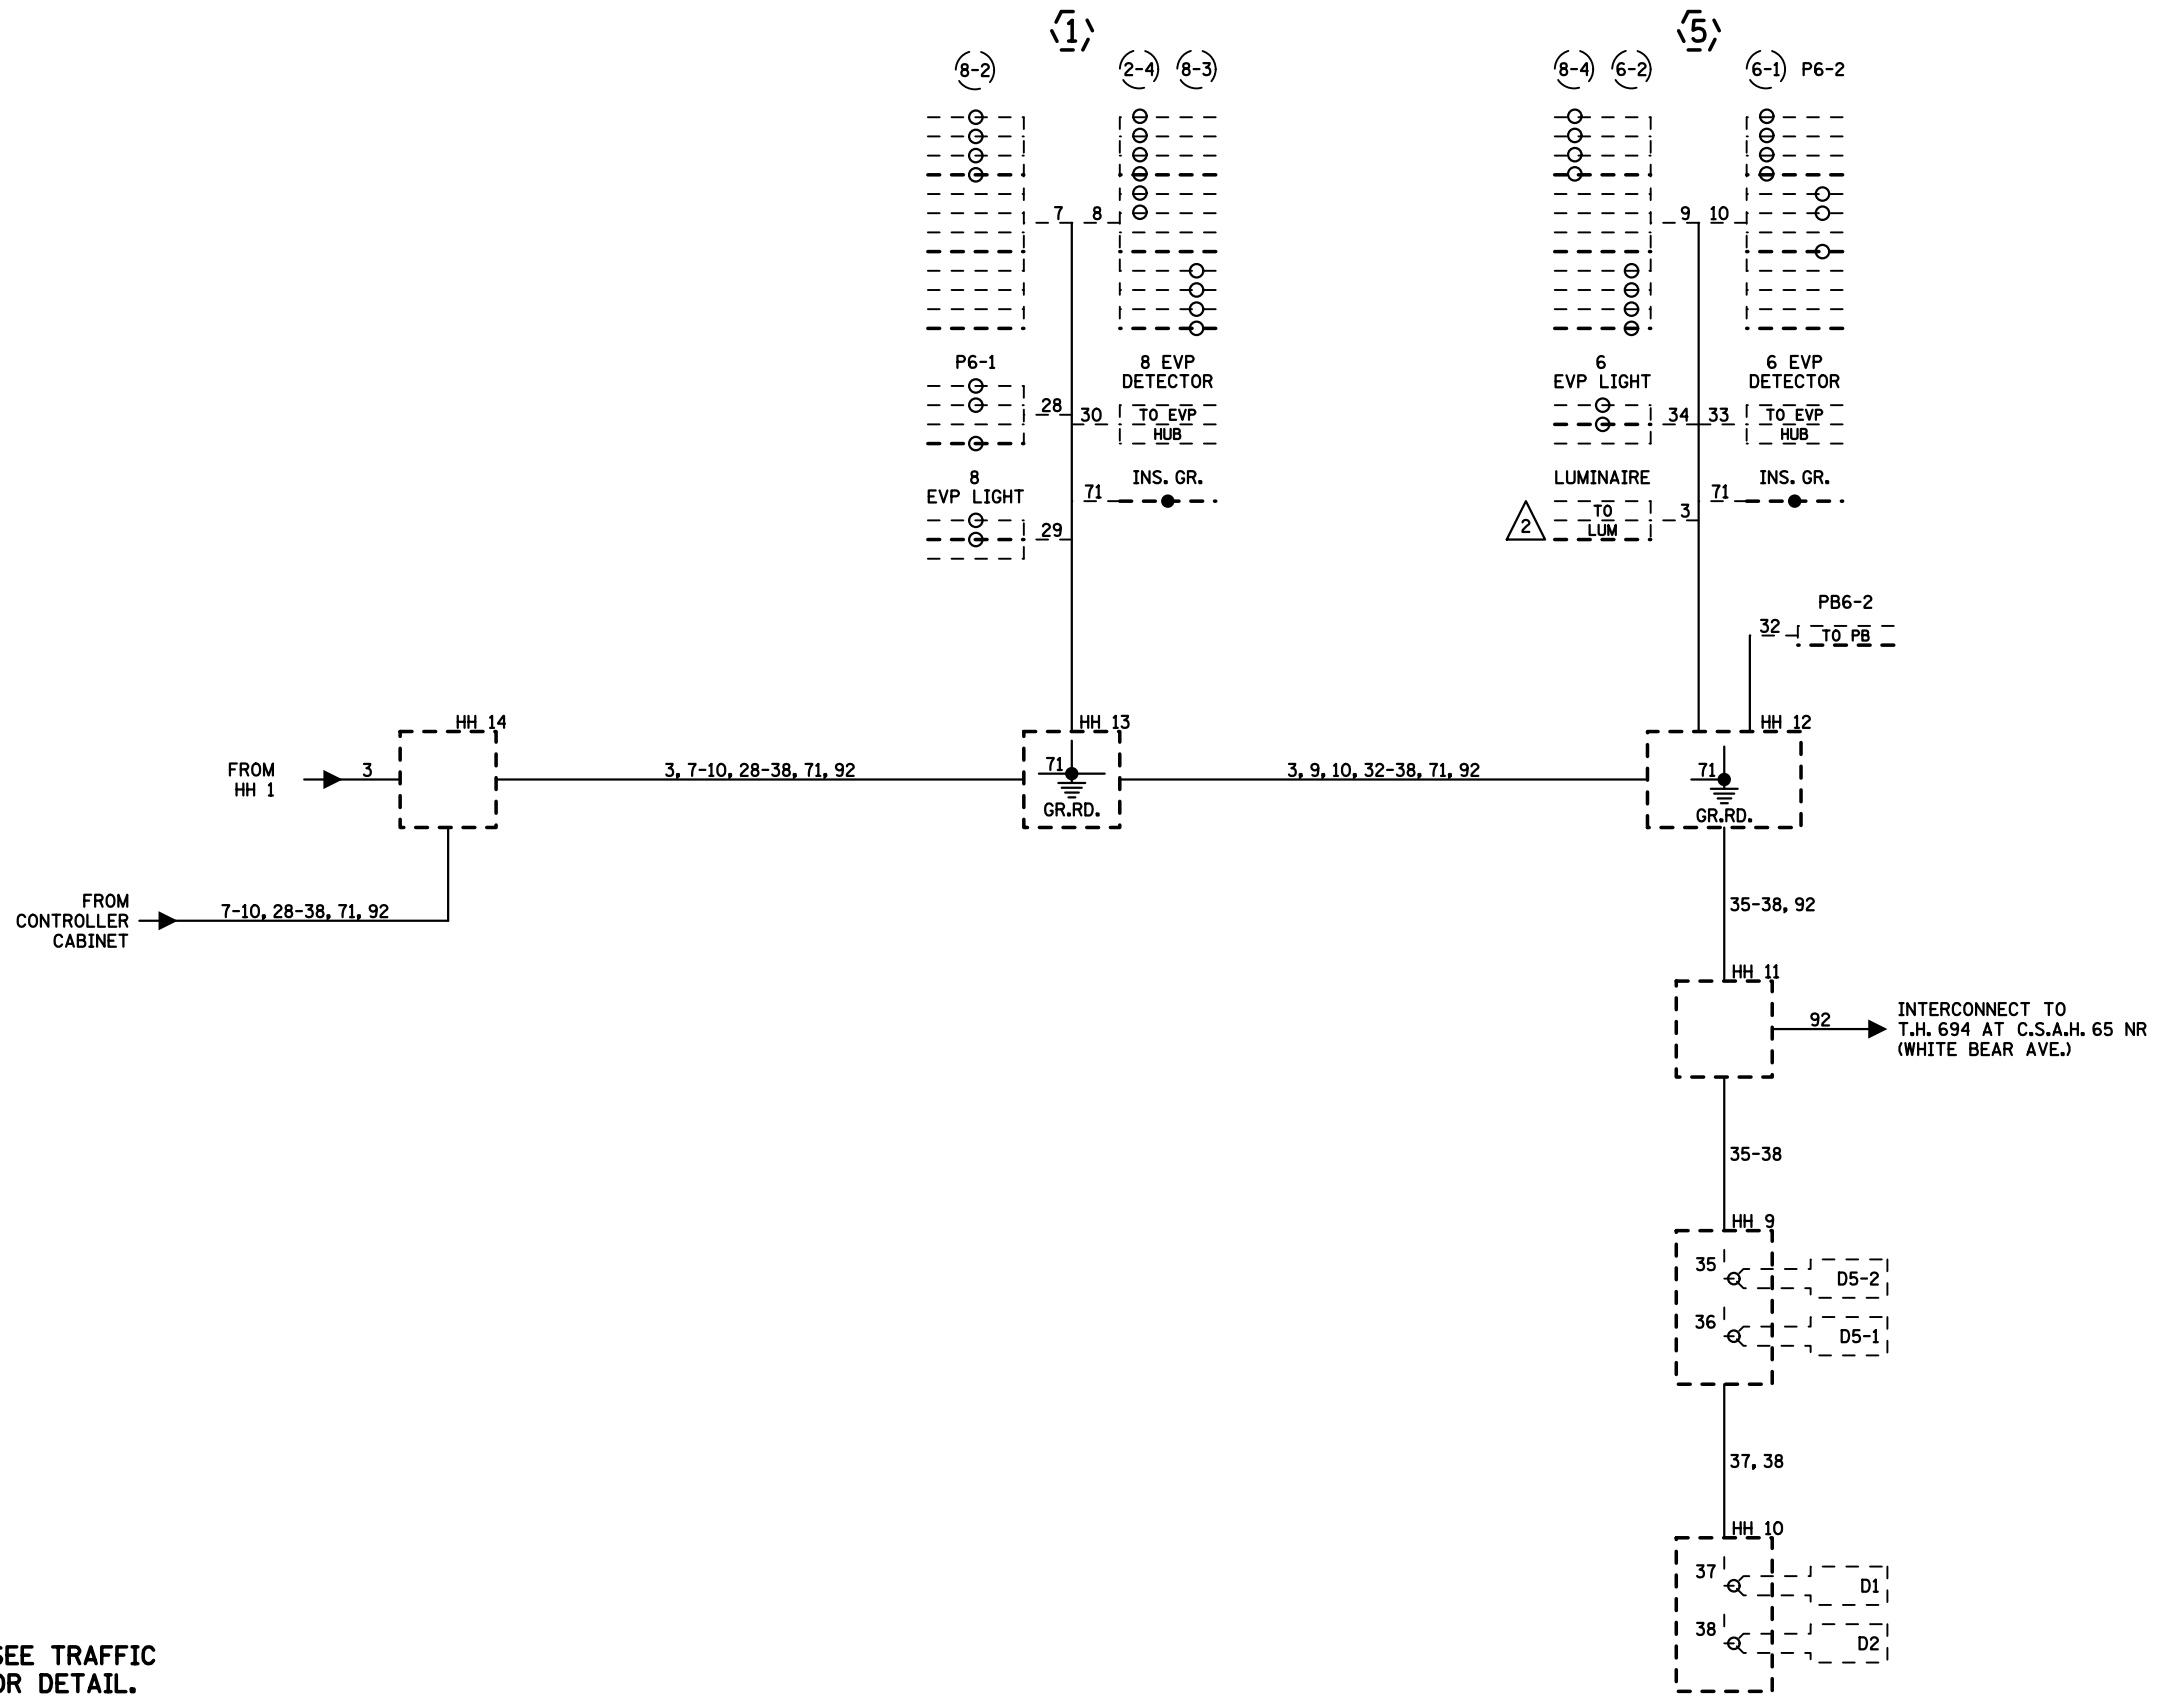 1
5
8-2
2-4 8-3
8-4 6-2
6-1 P6-2
7 8
9 10
P6-1
28
30
8 EVP
DETECTOR
TO EVP
HUB
6
EVP LIGHT
34 33
6 EVP
DETECTOR
TO EVP
HUB
8
EVP LIGHT
29
71
INS. GR.
LUMINAIRE
TO
LUM
2
3
71
INS. GR.
PB6-2
32
TO PB
HH 14
HH 13
HH 12
FROM
HH 1
3
3, 7-10, 28-38, 71, 92
71
GR.RD.
3, 9, 10, 32-38, 71, 92
71
GR.RD.
FROM
CONTROLLER
CABINET
7-10, 28-38, 71, 92
35-38, 92
HH 11
92
INTERCONNECT TO
T.H. 694 AT C.S.A.H. 65 NR
(WHITE BEAR AVE.)
35-38
HH 9
35
D5-2
36
D5-1
37, 38
HH 10
37
D1
38
D2
SEE TRAFFIC
OR DETAIL.